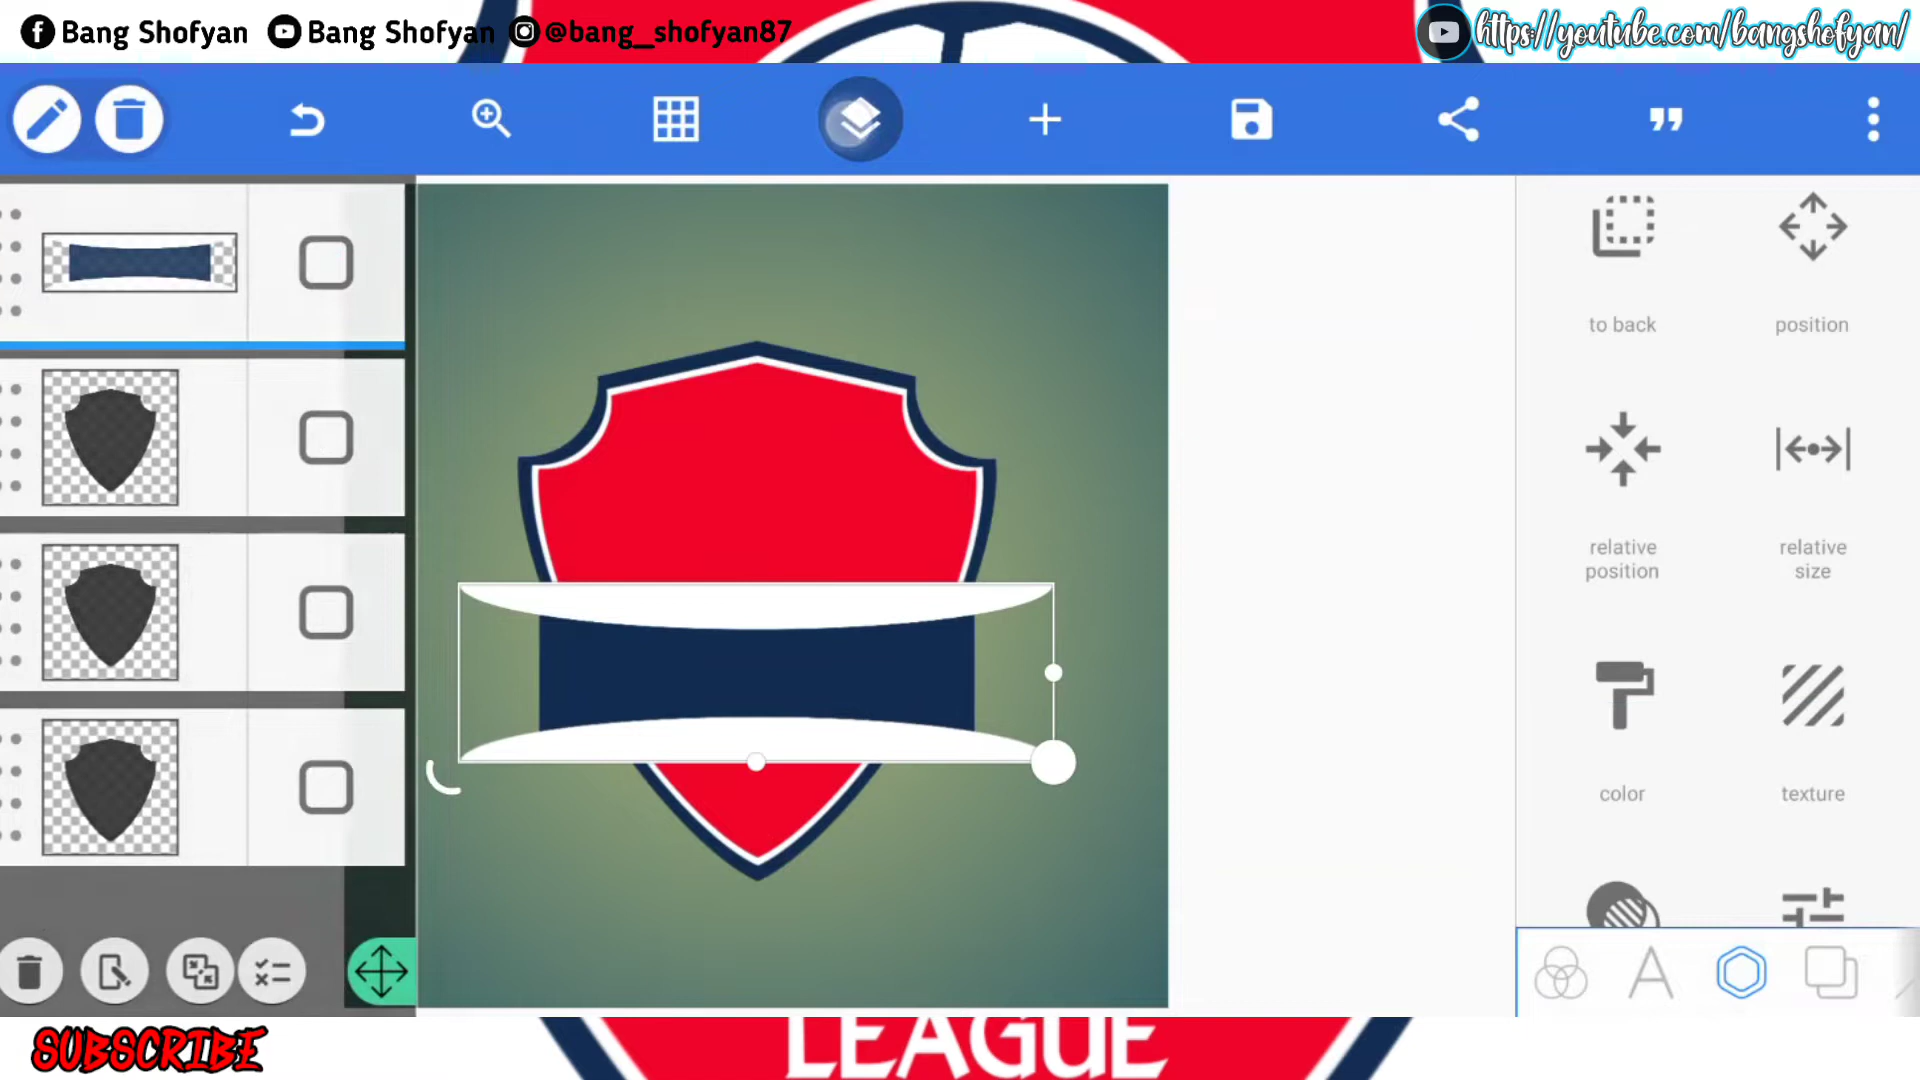 Bang Shofyan Bang Shofyan @bang_shofyan87
https://youtube.com/bangshofyan/
to back
position
relative
position
relative
size
color
texture
SUBSCRIBE
LEAGUE